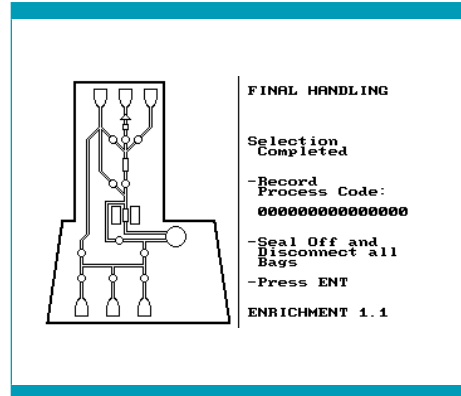 FINAL HANDLING
Selection
Completed
-Record
Process Code:
000000000000000
-Seal Off and
Disconnect all
Bags
-Press ENT
ENRICHMENT 1.1